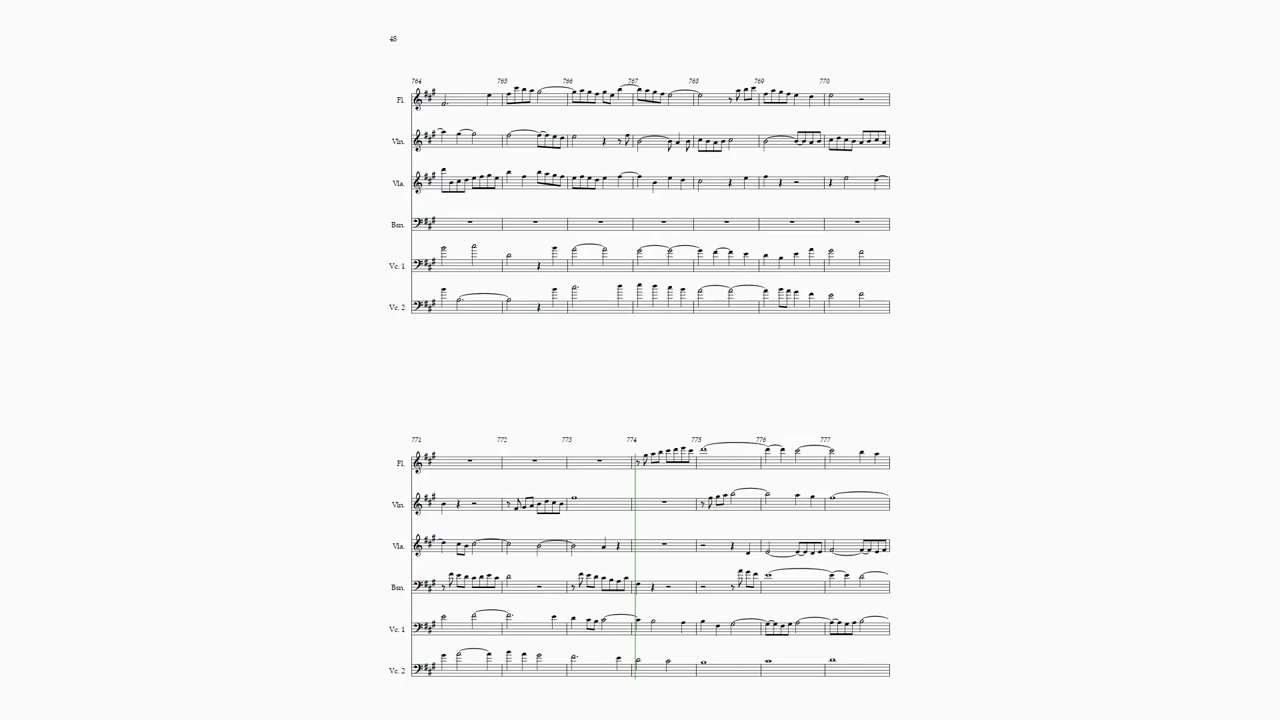 48
764 765 766 767 768 769 770
Fl.
Vln.
Vla.
Bsn.
Vc. 1
Vc. 2
771 772 773 774 775 776 777
Fl.
Vln.
Vla.
Bsn.
Vc. 1
Vc. 2